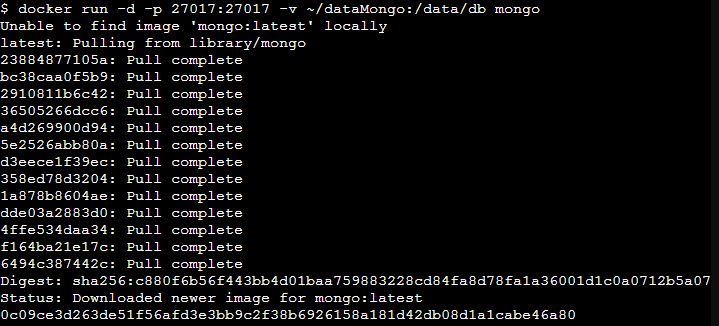 $ docker run -d -p 27017:27017 -v ~/dataMongo:/data/db mongo
Unable to find image 'mongo:latest' locally
latest: Pulling from library/mongo
23884877105a: Pull complete
bc38caa0f5b9: Pull complete
2910811b6c42: Pull complete
36505266dcc6: Pull complete
a4d269900d94: Pull complete
5e2526abb80a: Pull complete
d3eece1f39ec: Pull complete
358ed78d3204: Pull complete
1a878b8604ae: Pull complete
dde03a2883d0: Pull complete
4ffe534daa34: Pull complete
f164ba21e17c: Pull complete
6494c387442c: Pull complete
Digest: sha256:c880f6b56f443bb4d01baa759883228cd84fa8d78fa1a36001d1c0a0712b5a07
Status: Downloaded newer image for mongo:latest
0c09ce3d263de51f56afd3e3bb9c2f38b6926158a181d42db08d1a1cabe46a80